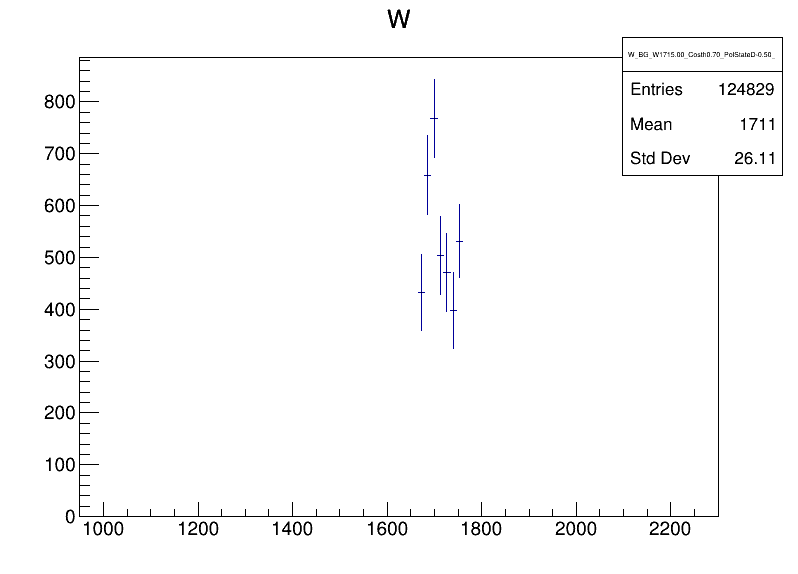 W
W_BG_W1715.00_Costh0.70_PolStateD-0.50_
Entries 124829
Mean 1711
Std Dev 26.11
800
700
600
500
400
300
200
100
0
1000 1200 1400 1600 1800 2000 2200